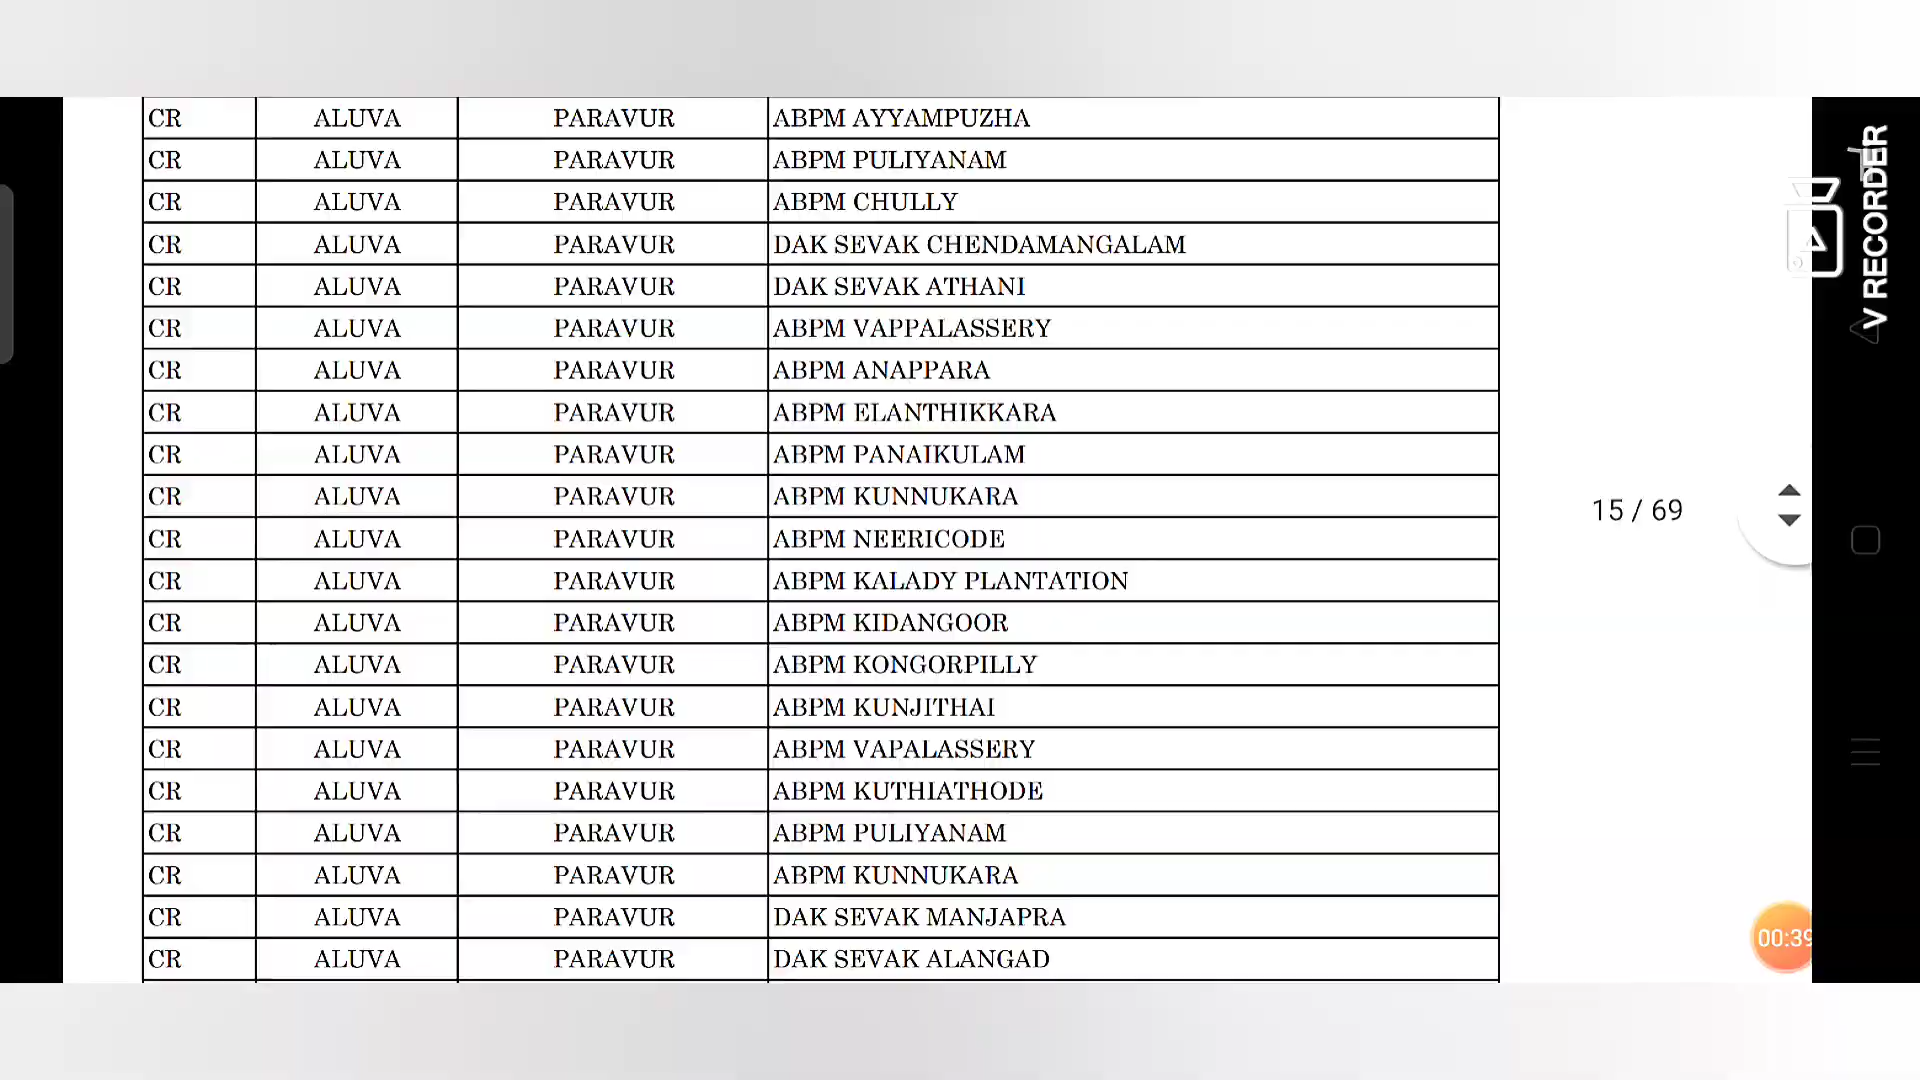 CR ALUVA PARAVUR ABPM AYYAMPUZHA
CR ALUVA PARAVUR ABPM PULIYANAM
CR ALUVA PARAVUR ABPM CHULLY
CR ALUVA PARAVUR DAK SEVAK CHENDAMANGALAM
CR ALUVA PARAVUR DAK SEVAK ATHANI
CR ALUVA PARAVUR ABPM VAPPALASSERY
CR ALUVA PARAVUR ABPM ANAPPARA
CR ALUVA PARAVUR ABPM ELANTHIKKARA
CR ALUVA PARAVUR ABPM PANAIKULAM
CR ALUVA PARAVUR ABPM KUNNUKARA
CR ALUVA PARAVUR ABPM NEERICODE
CR ALUVA PARAVUR ABPM KALADY PLANTATION
CR ALUVA PARAVUR ABPM KIDANGOOR
CR ALUVA PARAVUR ABPM KONGORPILLY
CR ALUVA PARAVUR ABPM KUNJITHAI
CR ALUVA PARAVUR ABPM VAPALASSERY
CR ALUVA PARAVUR ABPM KUTHIATHODE
CR ALUVA PARAVUR ABPM PULIYANAM
CR ALUVA PARAVUR ABPM KUNNUKARA
CR ALUVA PARAVUR DAK SEVAK MANJAPRA
CR ALUVA PARAVUR DAK SEVAK ALANGAD
15 / 69
V RECORDER
00:39